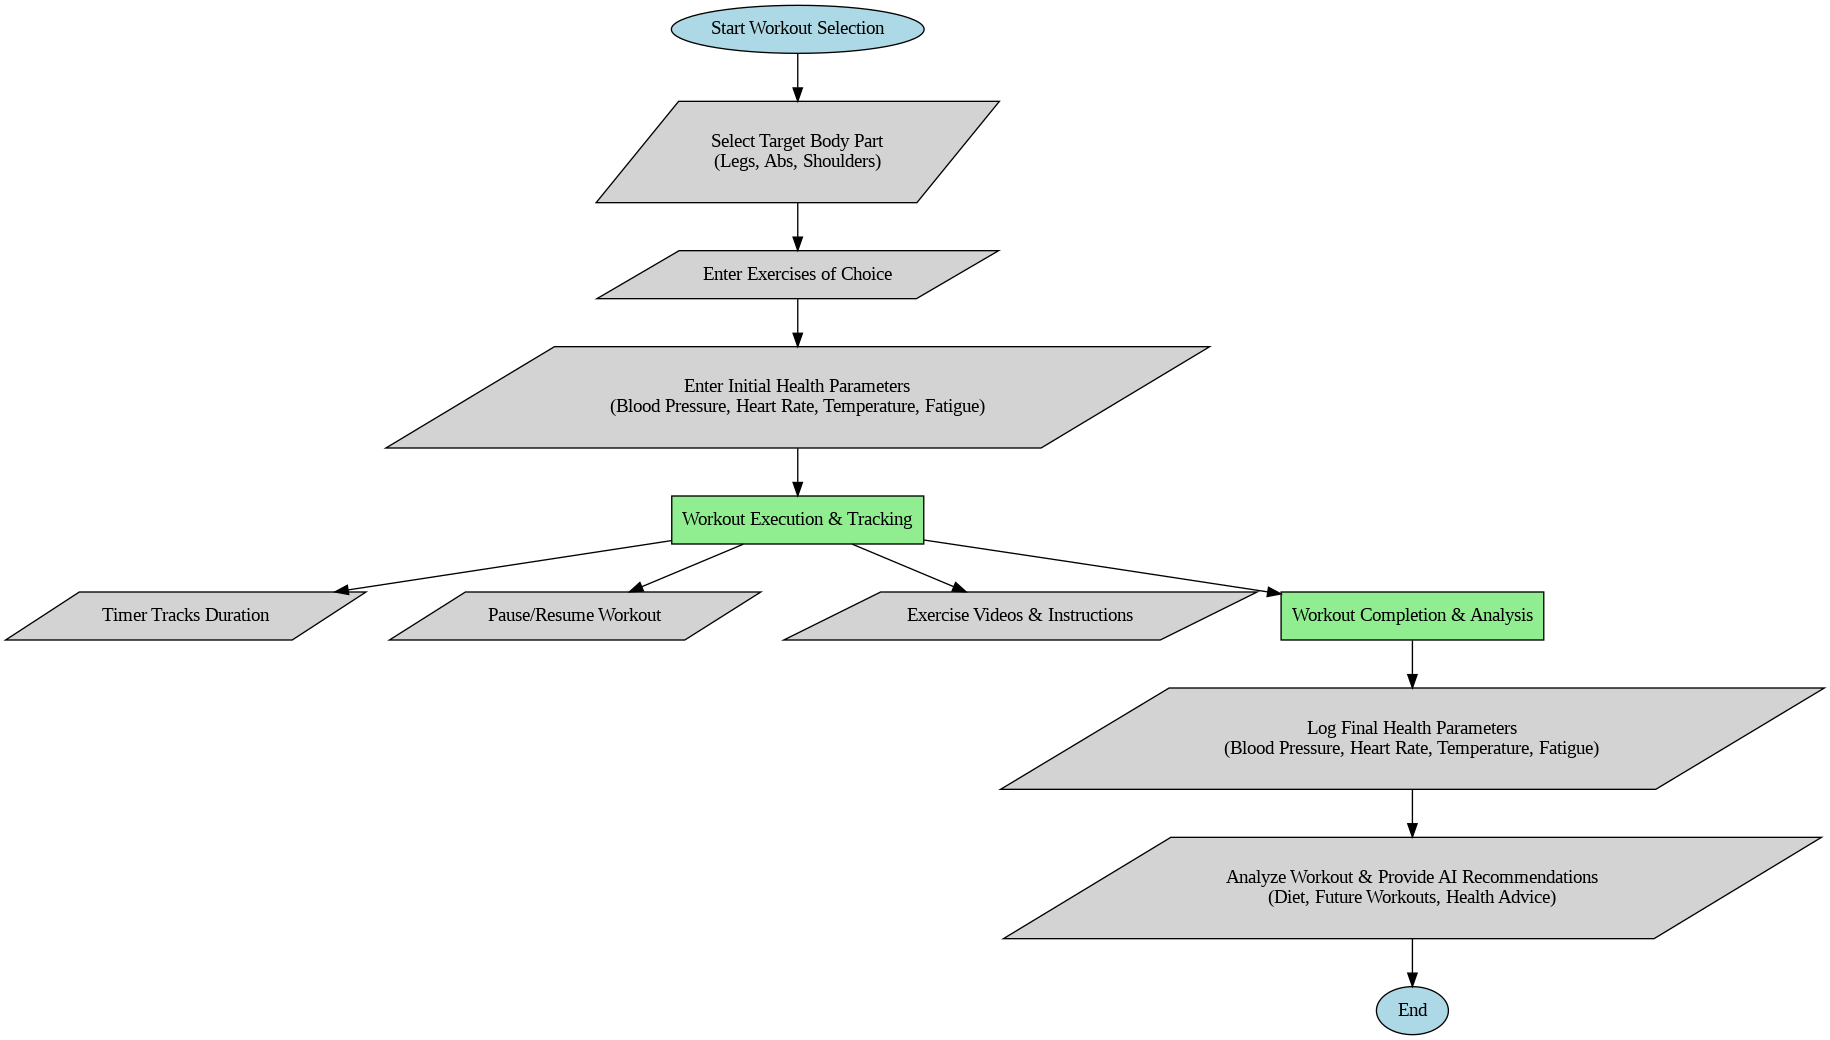 Start Workout Selection
Select Target Body Part
(Legs, Abs, Shoulders)
Enter Exercises of Choice
Enter Initial Health Parameters
(Blood Pressure, Heart Rate, Temperature, Fatigue)
Workout Execution & Tracking
Timer Tracks Duration
Pause/Resume Workout
Exercise Videos & Instructions
Workout Completion & Analysis
Log Final Health Parameters
(Blood Pressure, Heart Rate, Temperature, Fatigue)
Analyze Workout & Provide AI Recommendations
(Diet, Future Workouts, Health Advice)
End